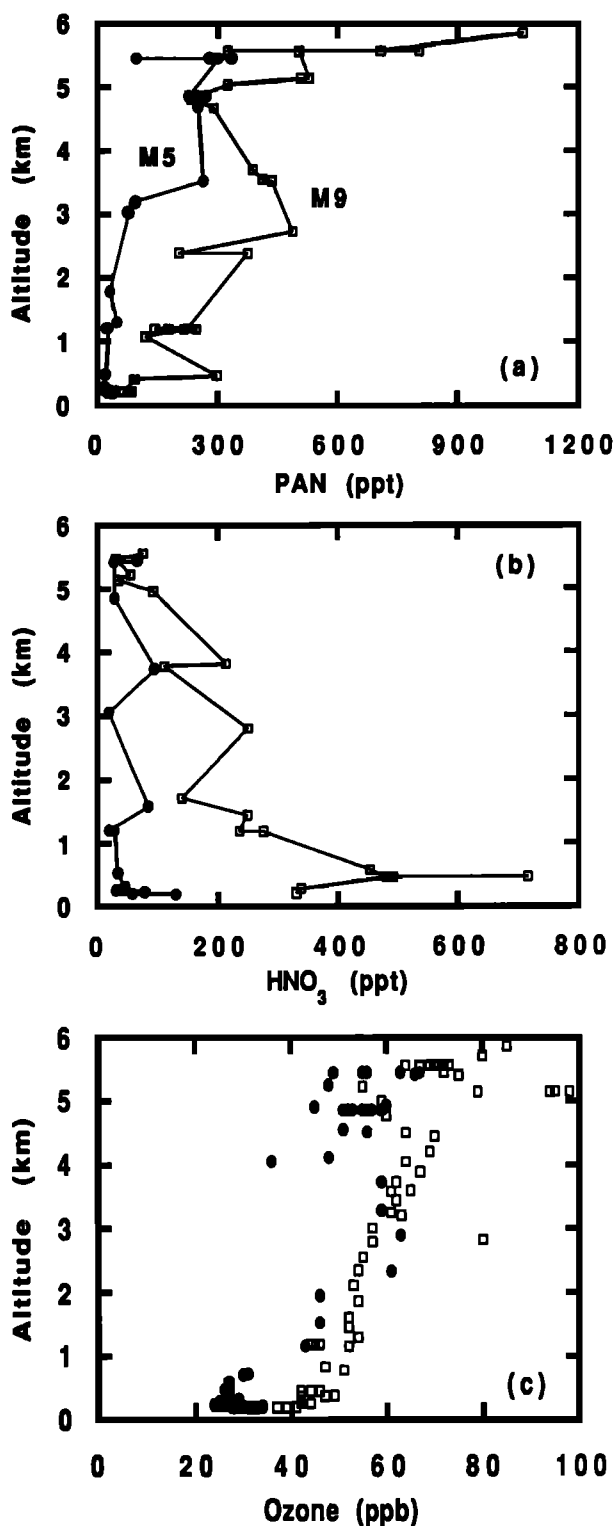 6
5
4
3
2
1
0
Altitude (km)
M5
M9
(a)
0 300 600 900 1200
PAN (ppt)
6
5
4
3
2
1
0
Altitude (km)
(b)
0 200 400 600 800
HNO₃ (ppt)
6
5
4
3
2
1
0
Altitude (km)
(c)
0 20 40 60 80 100
Ozone (ppb)